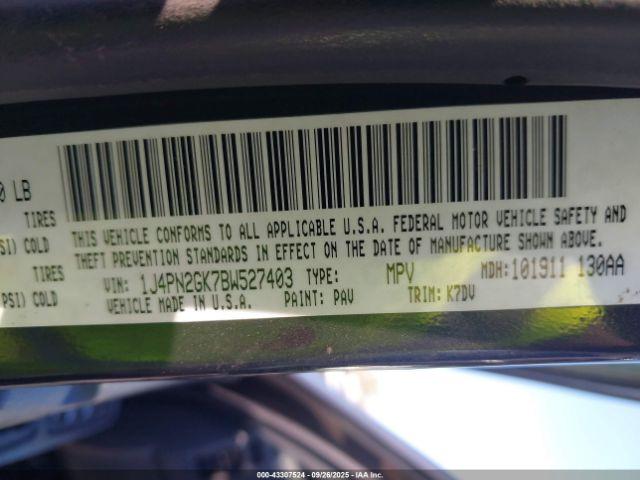 0 LB
TIRES
SI) COLD
TIRES
PSI) COLD
THIS VEHICLE CONFORMS TO ALL APPLICABLE U.S.A. FEDERAL MOTOR VEHICLE SAFETY AND
THEFT PREVENTION STANDARDS IN EFFECT ON THE DATE OF MANUFACTURE SHOWN ABOVE.
VIN: 1J4PN2GK7BW527403 TYPE: MPV MDH:101911 130AA
VEHICLE MADE IN U.S.A. PAINT: PAV TRIM: K7DV
000-43307524 | 09/26/2025 | IAA Inc.